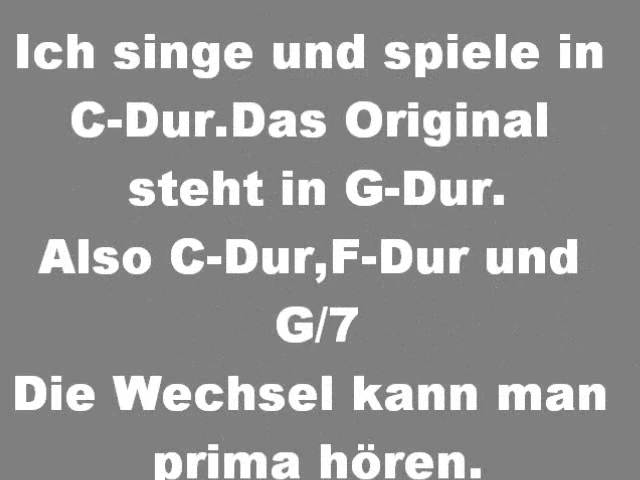 Ich singe und spiele in
C-Dur.Das Original
steht in G-Dur.
Also C-Dur,F-Dur und
G/7
Die Wechsel kann man
prima hören.